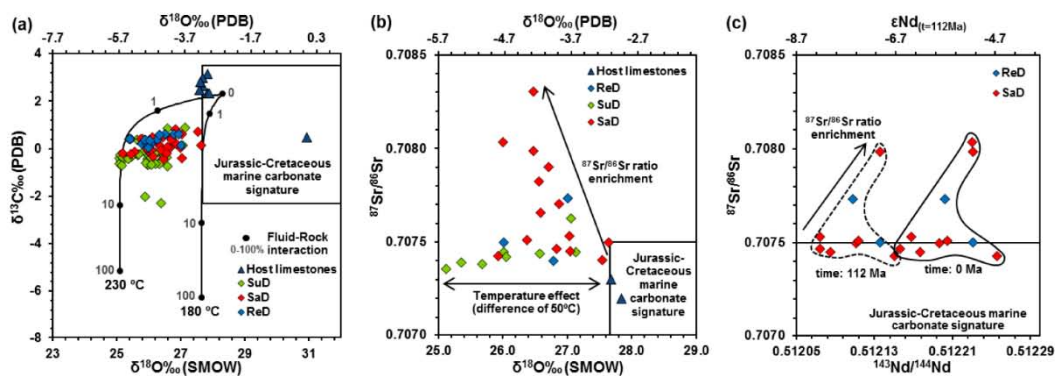 (a)
δ¹⁸O‰ (PDB)
-5.7 -4.7 -3.7 -2.7 -1.7 -0.7 0.3
4
2
0
-2
-4
-6
-8
δ¹³C‰ (PDB)
0
1
1
10
10
100
100
230 ºC
180 ºC
Jurassic-Cretaceous
marine carbonate
signature
Fluid-Rock
interaction
0-100%
Host limestones
SuD
SaD
ReD
23 25 27 29 31
δ¹⁸O‰ (SMOW)
(b)
δ¹⁸O‰ (PDB)
-5.7 -4.7 -3.7 -2.7
0.7085
0.7080
0.7075
0.7070
⁸⁷Sr/⁸⁶Sr
Host limestones
ReD
SuD
SaD
⁸⁷Sr/⁸⁶Sr ratio
enrichment
Temperature effect
(difference of 50ºC)
Jurassic-
Cretaceous
marine
carbonate
signature
25.0 26.0 27.0 28.0 29.0
δ¹⁸O‰ (SMOW)
(c)
εNd(t=112Ma)
-8.7 -6.7 -4.7
0.7085
0.7080
0.7075
0.7070
⁸⁷Sr/⁸⁶Sr
ReD
SaD
⁸⁷Sr/⁸⁶Sr ratio
enrichment
time: 112 Ma
time: 0 Ma
Jurassic-Cretaceous marine
carbonate signature
0.51205 0.51213 0.51221 0.51229
¹⁴³Nd/¹⁴⁴Nd